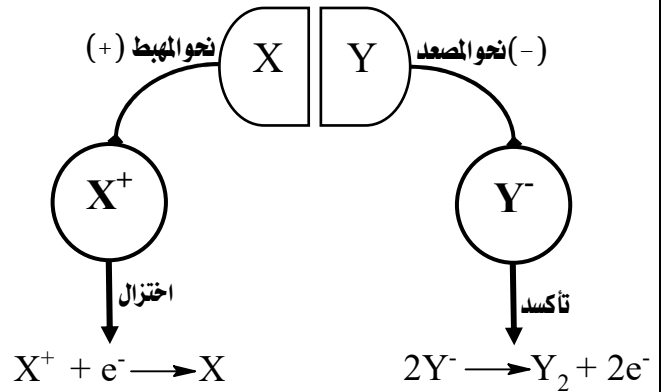 (+) نحو المهبط
X Y
(-) نحو المصعد
X⁺
Y⁻
اختزال
تأكسد
X⁺ + e⁻ → X
2Y⁻ → Y₂ + 2e⁻